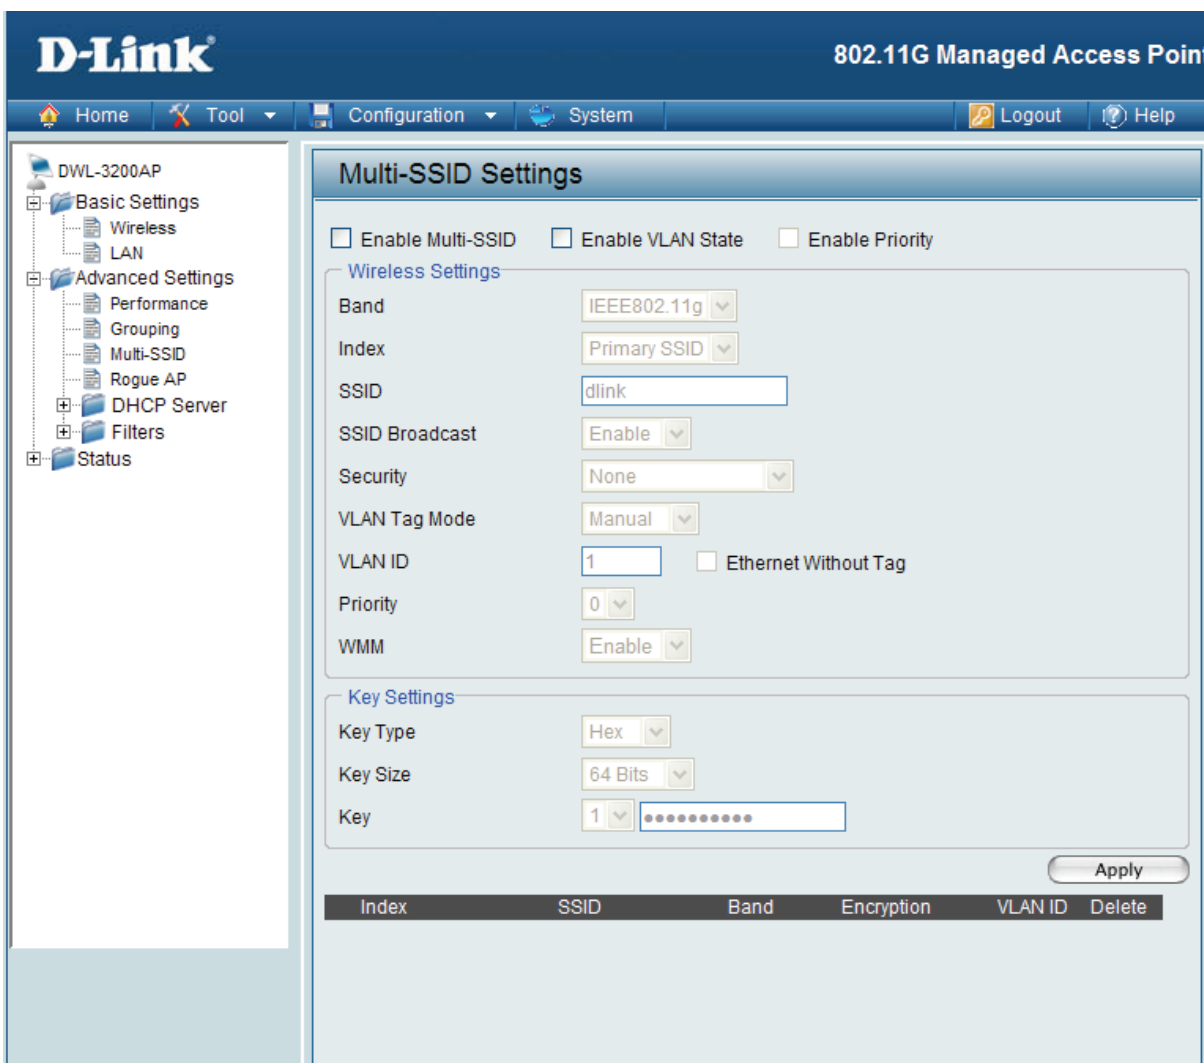 D-Link®
802.11G Managed Access Poin
Home Tool Configuration System Logout Help
DWL-3200AP
Basic Settings
Wireless
LAN
Advanced Settings
Performance
Grouping
Multi-SSID
Rogue AP
DHCP Server
Filters
Status
Multi-SSID Settings
Enable Multi-SSID Enable VLAN State Enable Priority
Wireless Settings
Band IEEE802.11g
Index Primary SSID
SSID dlink
SSID Broadcast Enable
Security None
VLAN Tag Mode Manual
VLAN ID 1 Ethernet Without Tag
Priority 0
WMM Enable
Key Settings
Key Type Hex
Key Size 64 Bits
Key 1 ●●●●●●●●●●
Apply
Index SSID Band Encryption VLAN ID Delete